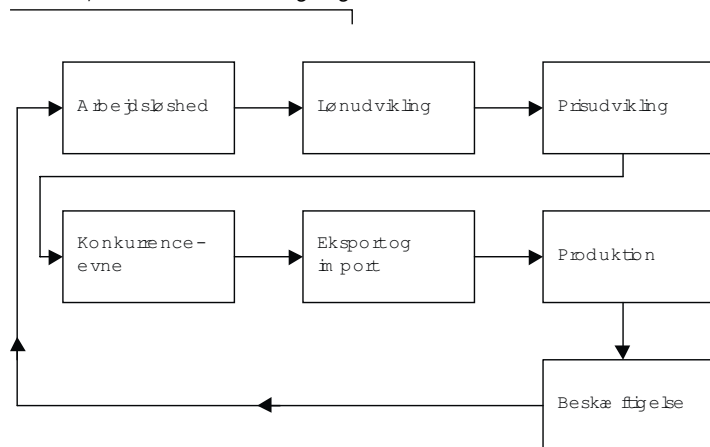 Arbejdsløshed
Lønudvikling
Prisudvikling
Konkurrence-
evne
Eksport og
import
Produktion
Beskæftigelse